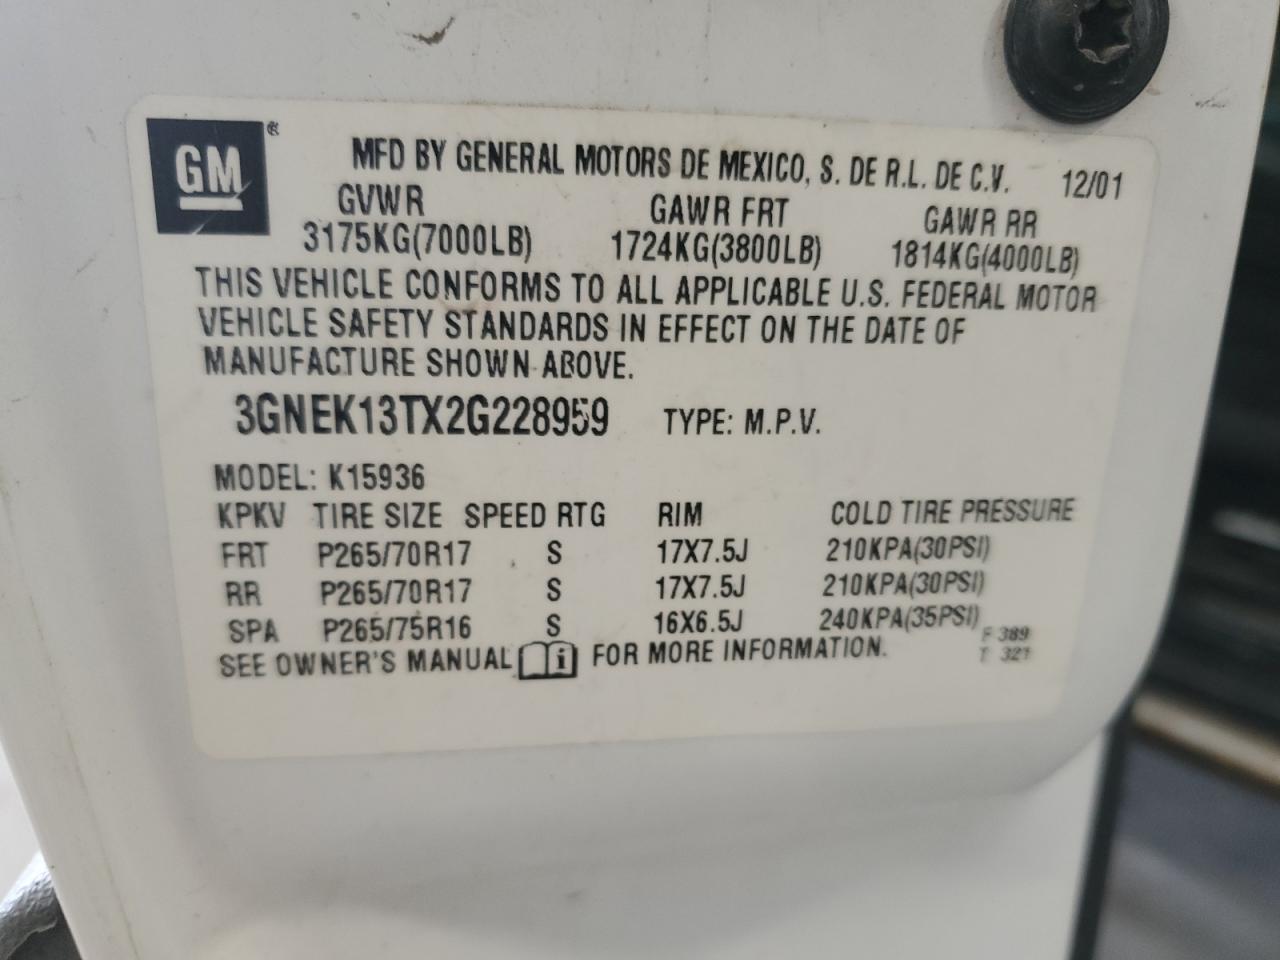 GM®
MFD BY GENERAL MOTORS DE MEXICO, S. DE R.L. DE C.V. 12/01
GVWR GAWR FRT GAWR RR
3175KG(7000LB) 1724KG(3800LB) 1814KG(4000LB)
THIS VEHICLE CONFORMS TO ALL APPLICABLE U.S. FEDERAL MOTOR
VEHICLE SAFETY STANDARDS IN EFFECT ON THE DATE OF
MANUFACTURE SHOWN ABOVE.
3GNEK13TX2G228959 TYPE: M.P.V.
MODEL: K15936
KPKV TIRE SIZE SPEED RTG RIM COLD TIRE PRESSURE
FRT P265/70R17 S 17X7.5J 210KPA(30PSI)
RR P265/70R17 S 17X7.5J 210KPA(30PSI)
SPA P265/75R16 S 16X6.5J 240KPA(35PSI)
SEE OWNER'S MANUAL i FOR MORE INFORMATION.
F 389
T 321